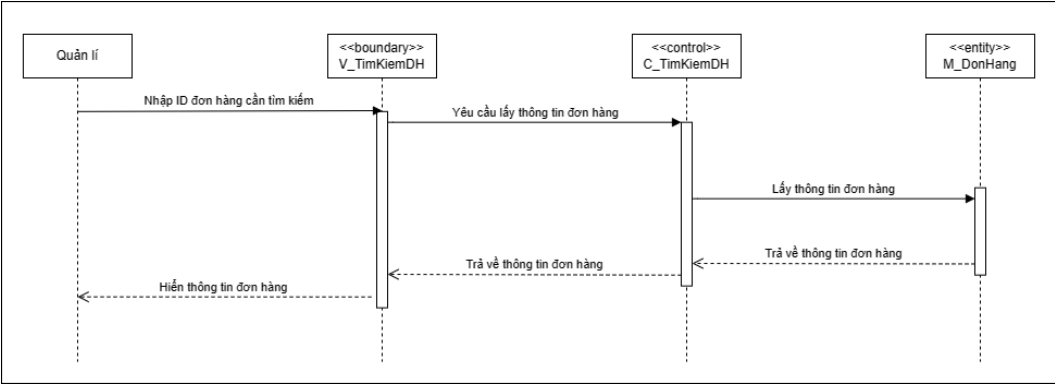 Quản lí
<<boundary>>
V_TimKiemDH
<<control>>
C_TimKiemDH
<<entity>>
M_DonHang
Nhập ID đơn hàng cần tìm kiếm
Yêu cầu lấy thông tin đơn hàng
Lấy thông tin đơn hàng
Trả về thông tin đơn hàng
Trả về thông tin đơn hàng
Hiển thông tin đơn hàng